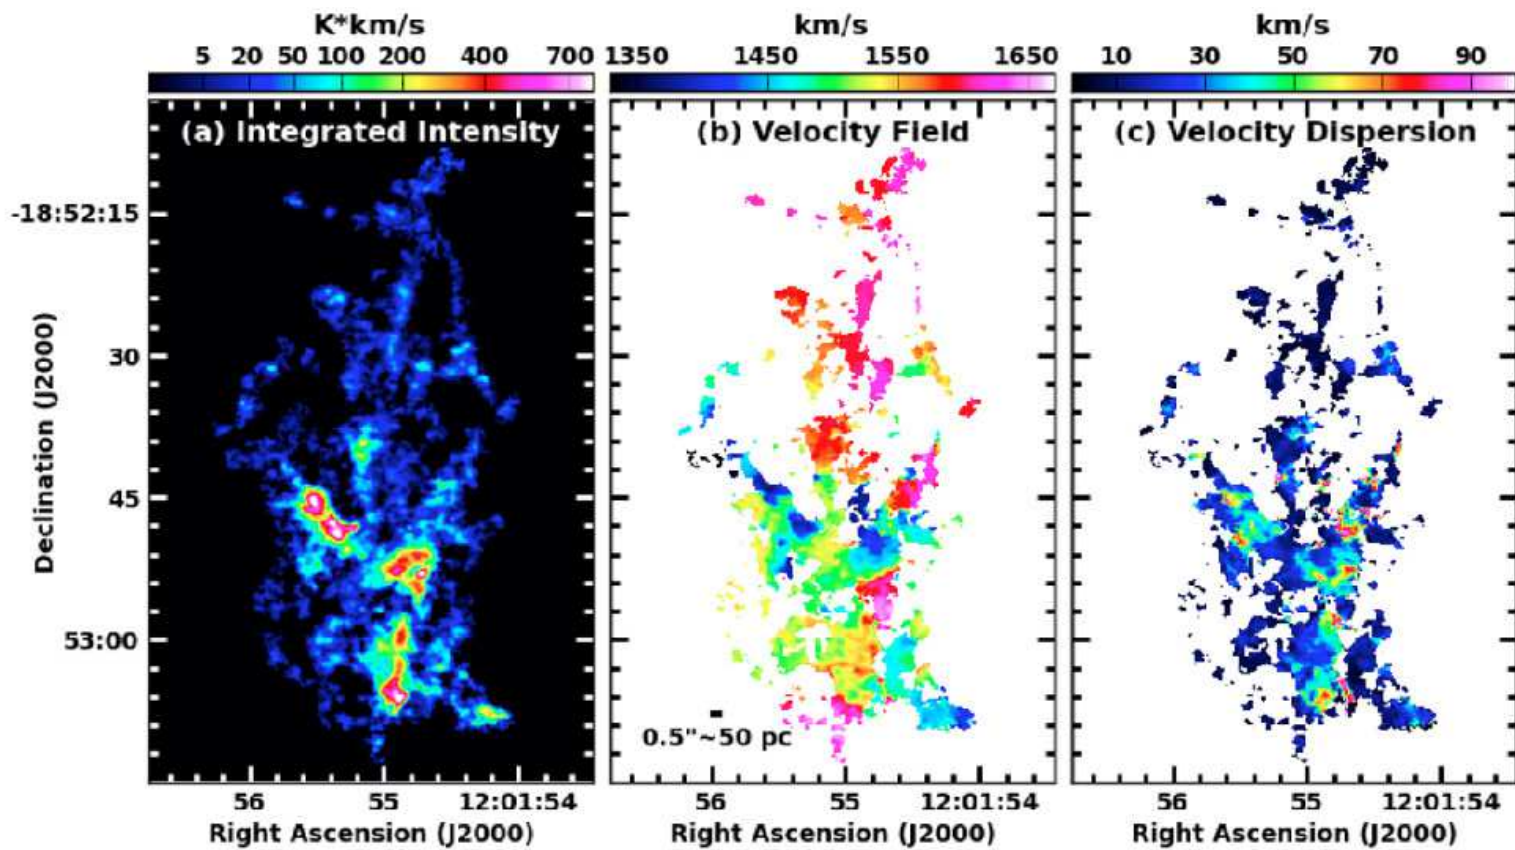 K*km/s km/s km/s
5 20 50 100 200 400 700 1350 1450 1550 1650 10 30 50 70 90
(a) Integrated Intensity (b) Velocity Field (c) Velocity Dispersion
-18:52:15
30
45
53:00
Declination (J2000)
0.5"~50 pc
56 55 12:01:54 56 55 12:01:54 56 55 12:01:54
Right Ascension (J2000) Right Ascension (J2000) Right Ascension (J2000)